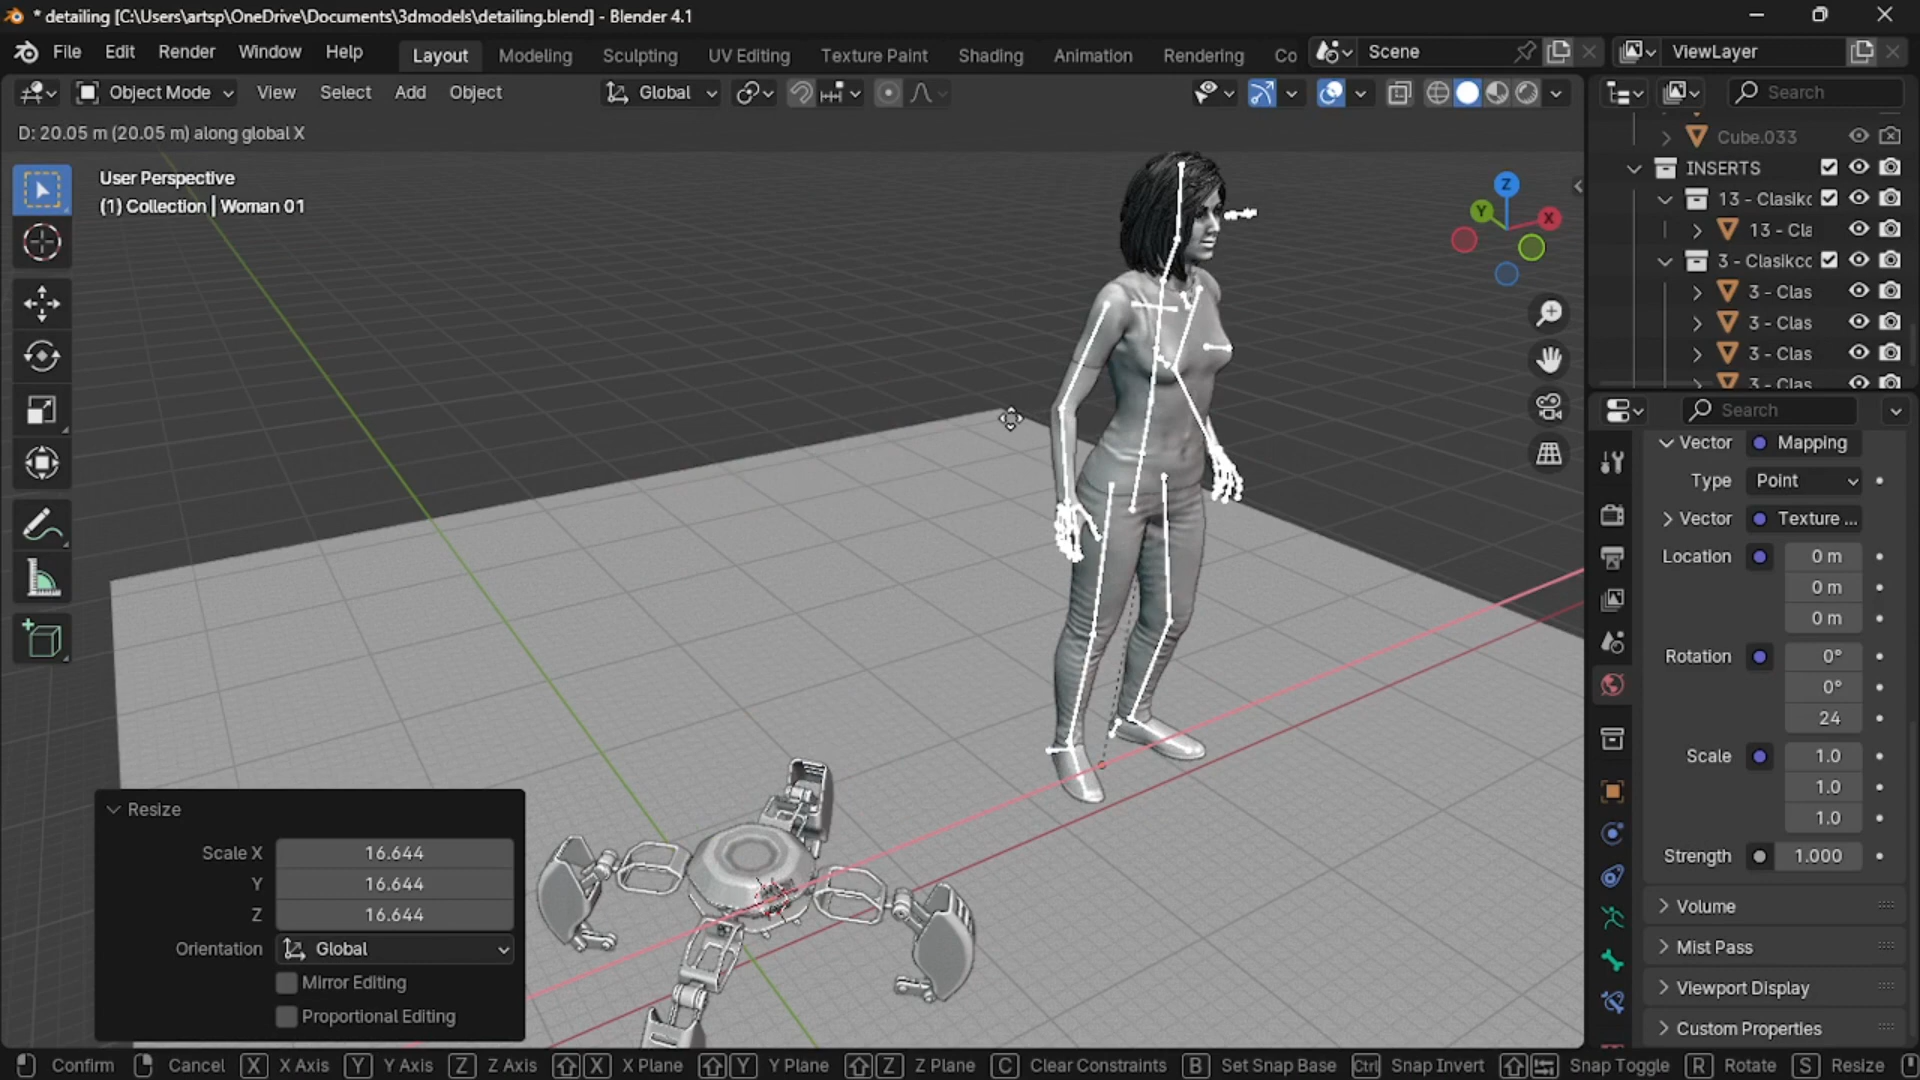 * detailing [C:\Users\artsp\OneDrive\Documents\3dmodels\detailing.blend] - Blender 4.1
File Edit Render Window Help
Layout Modeling Sculpting UV Editing Texture Paint Shading Animation Rendering Co
Scene
ViewLayer
Object Mode View Select Add Object
Global
Search
D: 20.05 m (20.05 m) along global X
User Perspective
(1) Collection | Woman 01
Z
Y
X
Cube.033
INSERTS
13 - Clasikc
13 - Cla
3 - Clasikcc
3 - Clas
3 - Clas
3 - Clas
3 - Clas
Search
Vector Mapping
Type Point
Vector Texture ...
Location 0 m
0 m
0 m
Rotation 0°
0°
24
Scale 1.0
1.0
1.0
Strength 1.000
Volume
Mist Pass
Viewport Display
Custom Properties
Resize
Scale X 16.644
Y 16.644
Z 16.644
Orientation Global
Mirror Editing
Proportional Editing
Confirm Cancel X X Axis Y Y Axis Z Z Axis X X Plane Y Y Plane Z Z Plane C Clear Constraints B Set Snap Base Ctrl Snap Invert Snap Toggle R Rotate S Resize